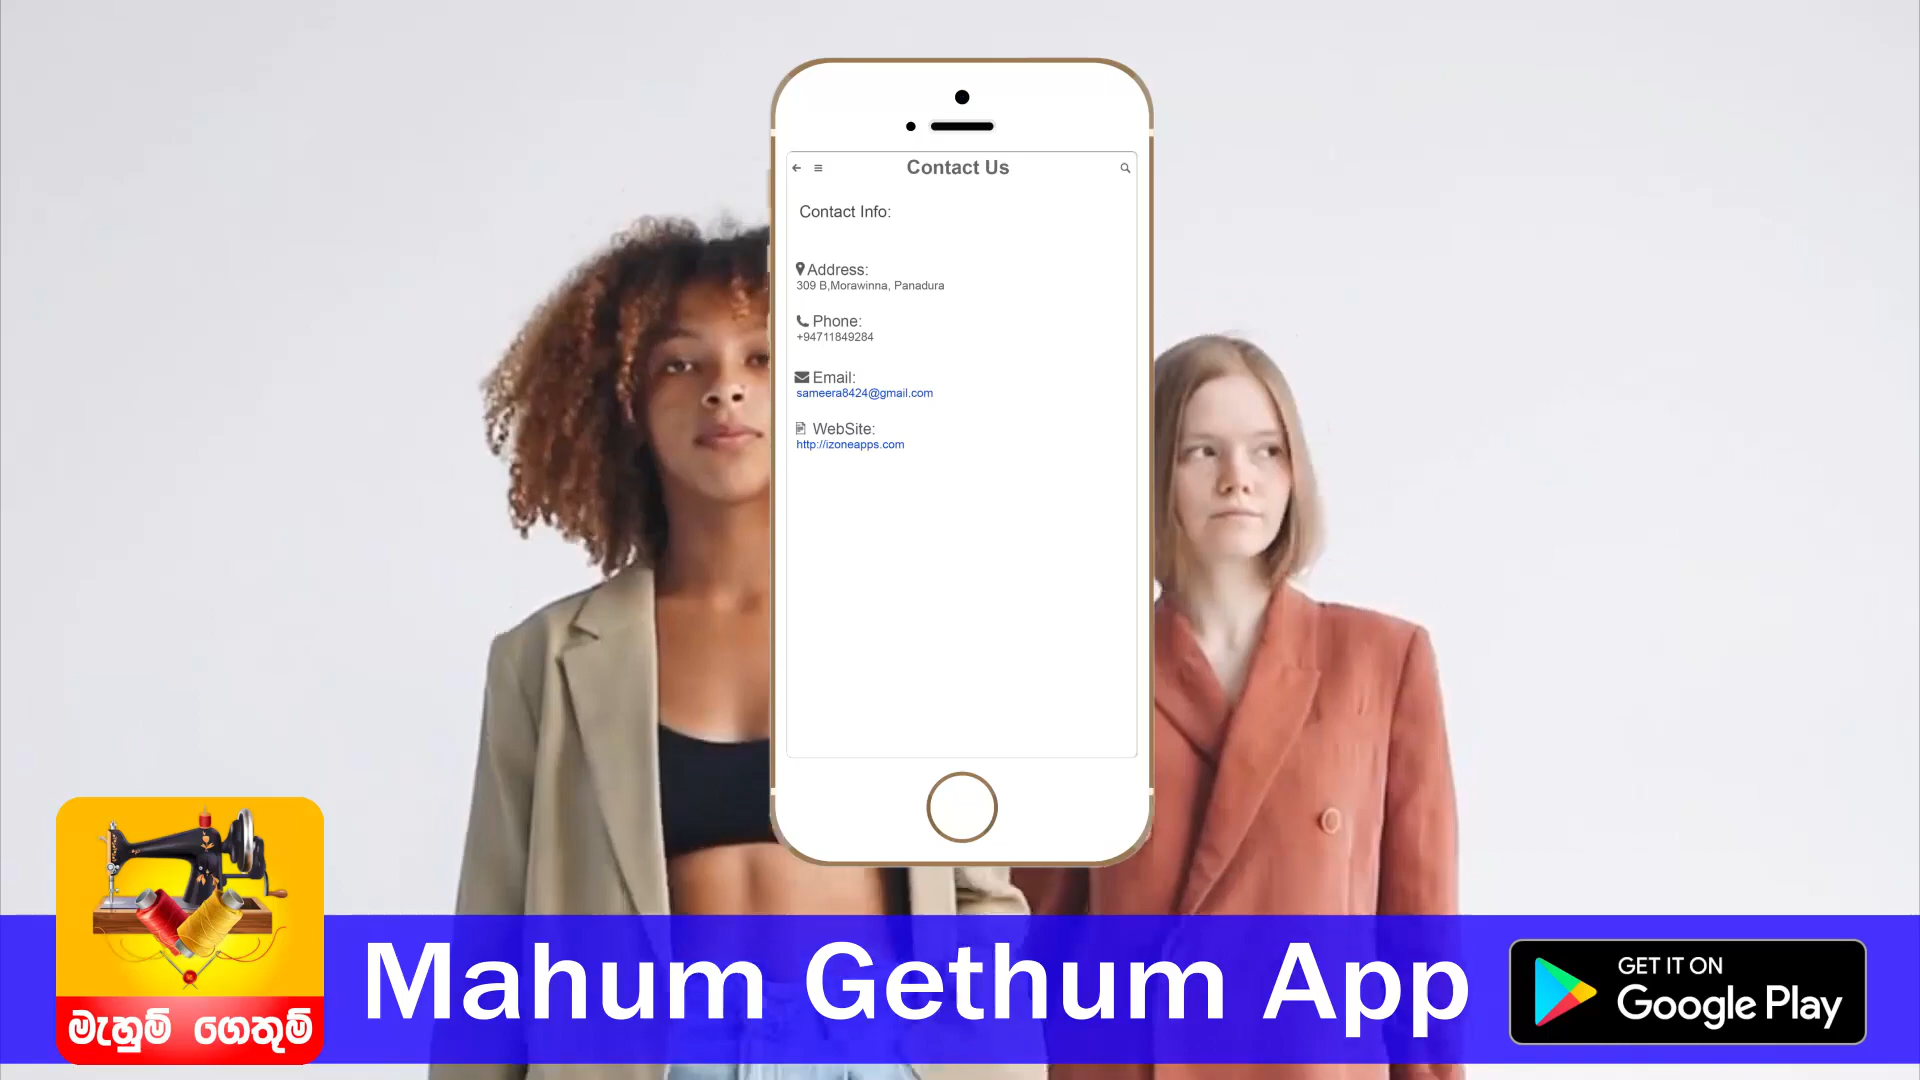 Contact Us
Contact Info:
Address:
309 B,Morawinna, Panadura
Phone:
+94711849284
Email:
sameera8424@gmail.com
WebSite:
http://izoneapps.com
මැහුම් ගෙතුම්
Mahum Gethum App
GET IT ON
Google Play